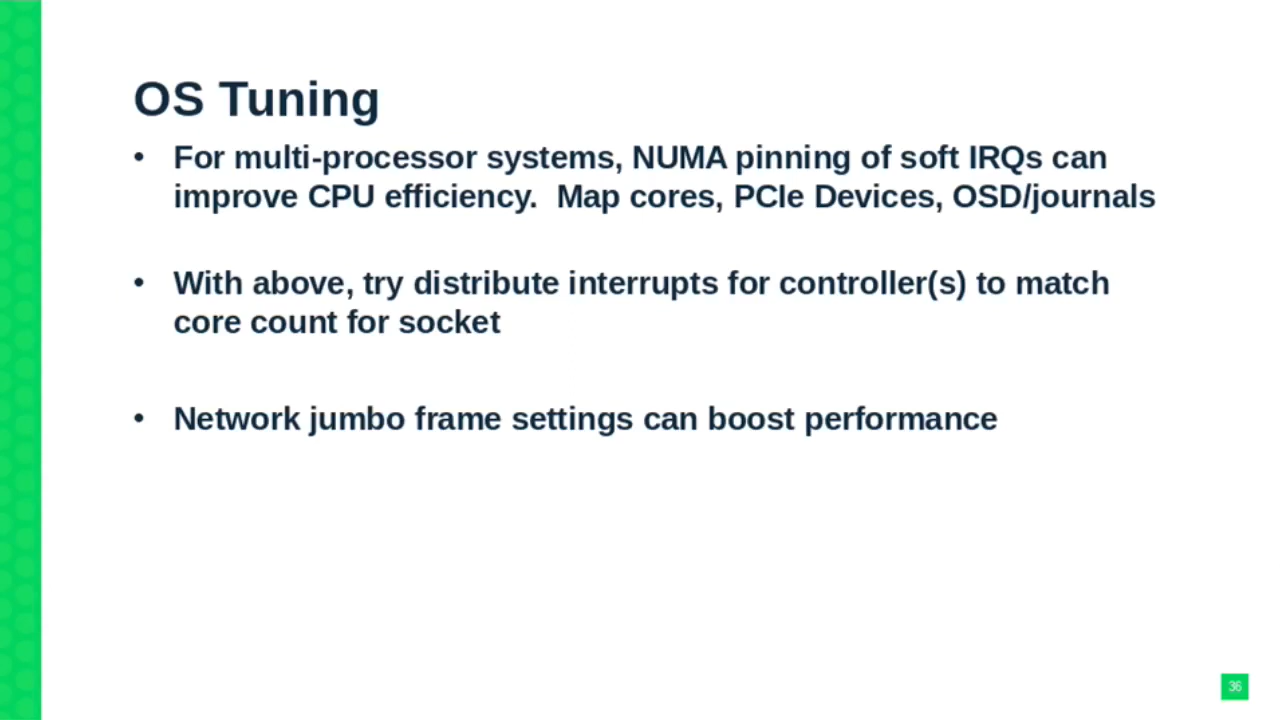 OS Tuning
• For multi-processor systems, NUMA pinning of soft IRQs can
improve CPU efficiency.  Map cores, PCIe Devices, OSD/journals
• With above, try distribute interrupts for controller(s) to match
core count for socket
• Network jumbo frame settings can boost performance
36